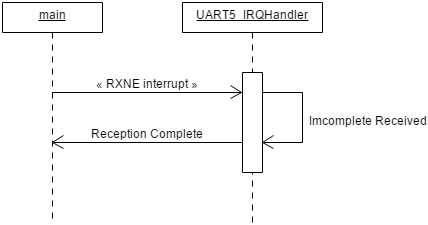 main
UART5_IRQHandler
« RXNE interrupt »
Imcomplete Received
Reception Complete